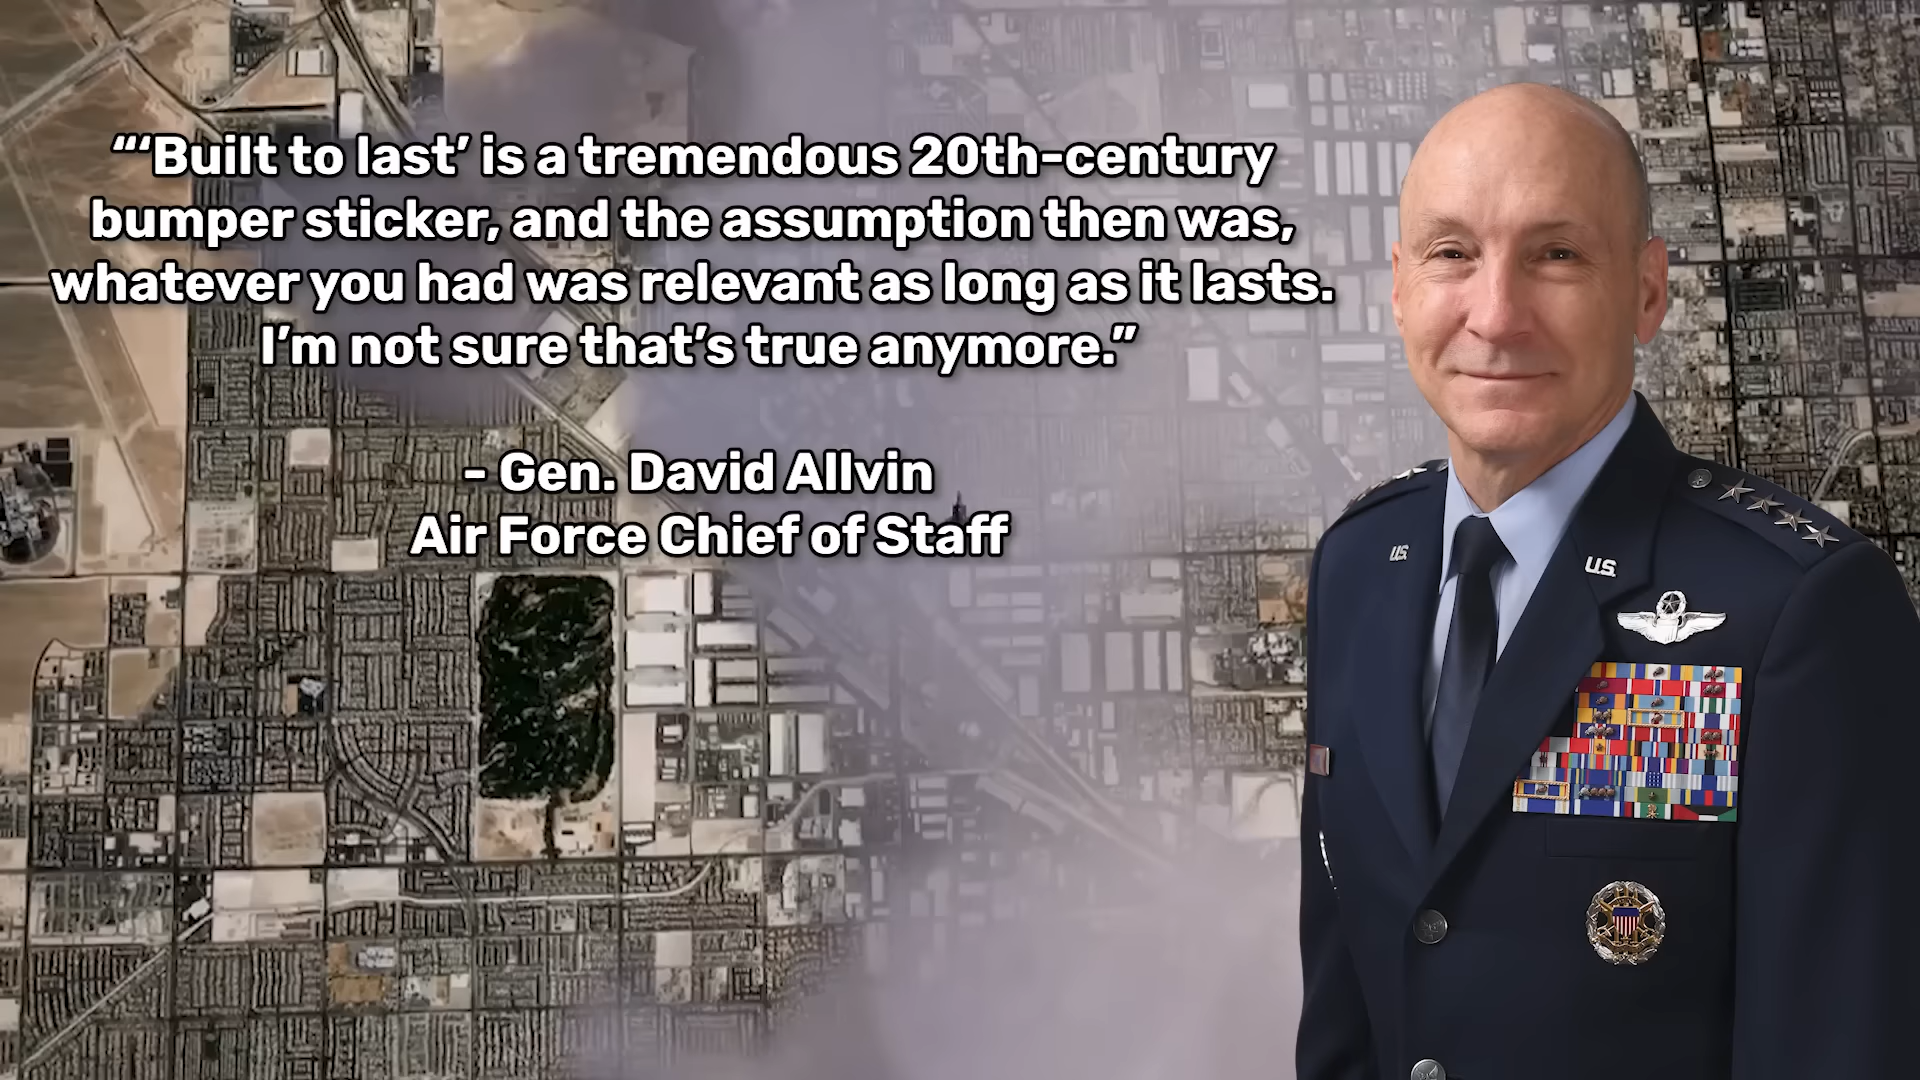 “‘Built to last’ is a tremendous 20th-century
bumper sticker, and the assumption then was,
whatever you had was relevant as long as it lasts.
I’m not sure that’s true anymore.”
- Gen. David Allvin
Air Force Chief of Staff
U.S.
U.S.